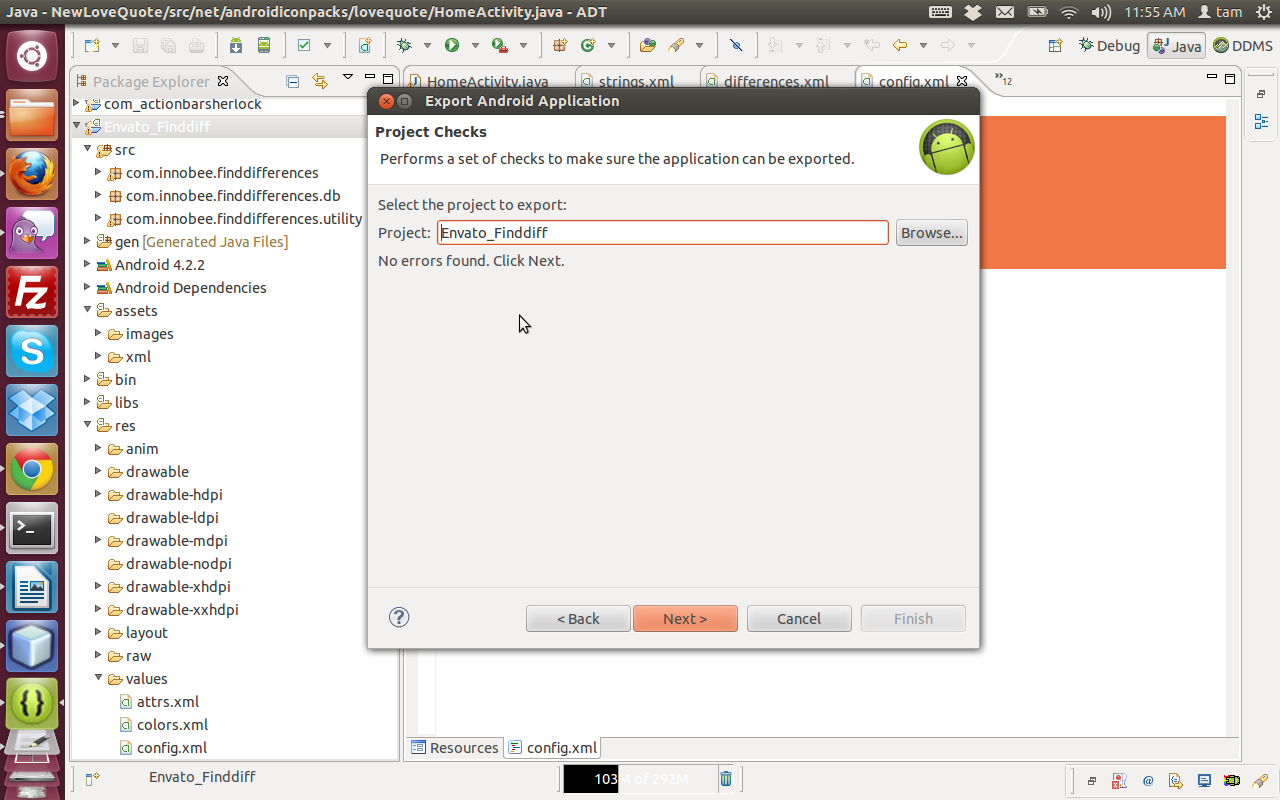 Java - NewLoveQuote/src/net/androidiconpacks/lovequote/HomeActivity.java - ADT
11:55 AM tam
Debug Java DDMS
Package Explorer
HomeActivity.java strings.xml differences.xml config.xml »12
com_actionbarsherlock
Envato_Finddiff
src
com.innobee.finddifferences
com.innobee.finddifferences.db
com.innobee.finddifferences.utility
gen [Generated Java Files]
Android 4.2.2
Android Dependencies
assets
images
xml
bin
libs
res
anim
drawable
drawable-hdpi
drawable-ldpi
drawable-mdpi
drawable-nodpi
drawable-xhdpi
drawable-xxhdpi
layout
raw
values
attrs.xml
colors.xml
config.xml
Export Android Application
Project Checks
Performs a set of checks to make sure the application can be exported.
Select the project to export:
Project: Envato_Finddiff Browse...
No errors found. Click Next.
? < Back Next > Cancel Finish
Resources config.xml
Envato_Finddiff
103M of 292M